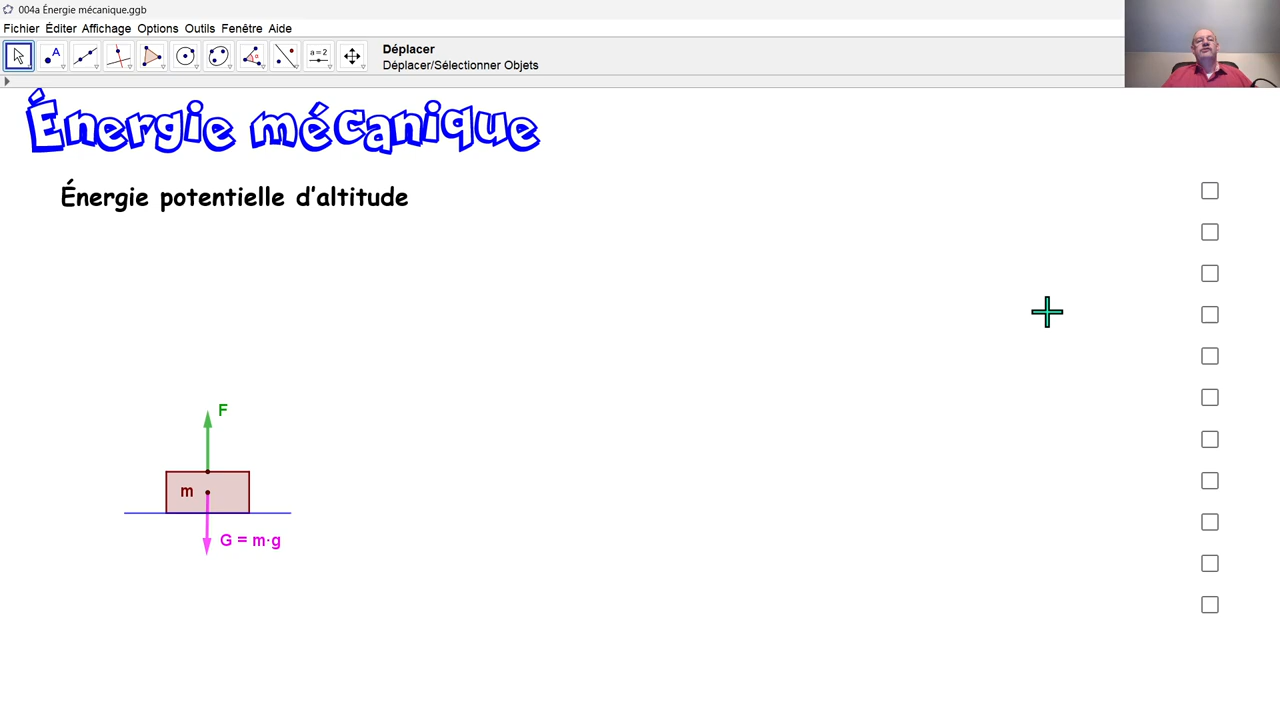 004a Énergie mécanique.ggb
Fichier Éditer Affichage Options Outils Fenêtre Aide
A
a=2
Déplacer
Déplacer/Sélectionner Objets
Énergie mécanique
Énergie potentielle d’altitude
F
m
G = m·g